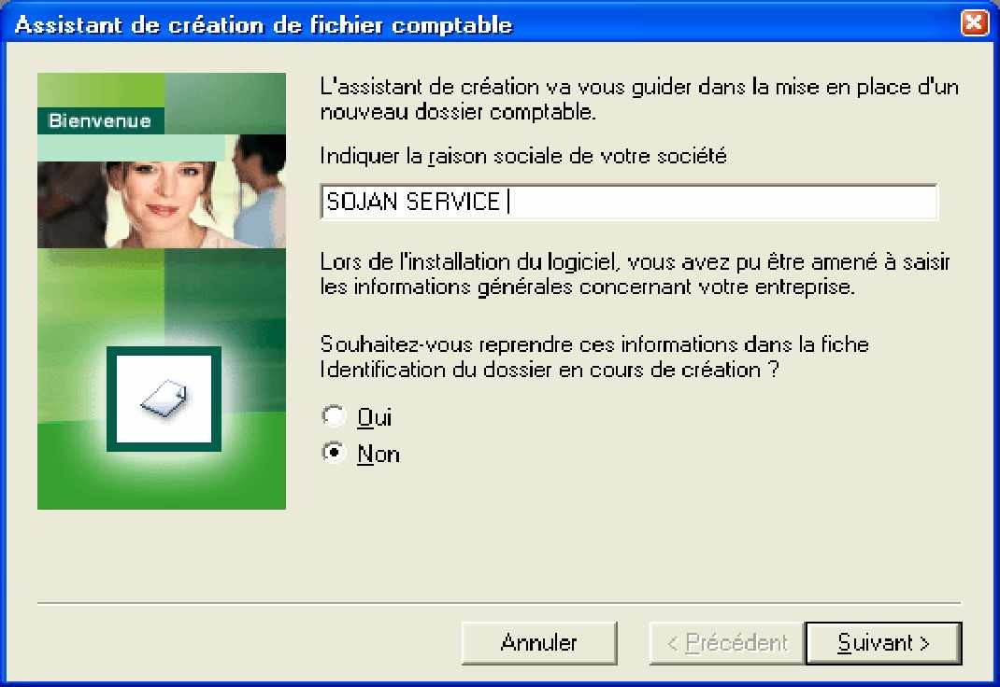 Assistant de création de fichier comptable
Bienvenue
L'assistant de création va vous guider dans la mise en place d'un
nouveau dossier comptable.
Indiquer la raison sociale de votre société
SOJAN SERVICE
Lors de l'installation du logiciel, vous avez pu être amené à saisir
les informations générales concernant votre entreprise.
Souhaitez-vous reprendre ces informations dans la fiche
Identification du dossier en cours de création ?
Oui
Non
Annuler
< Précédent
Suivant >